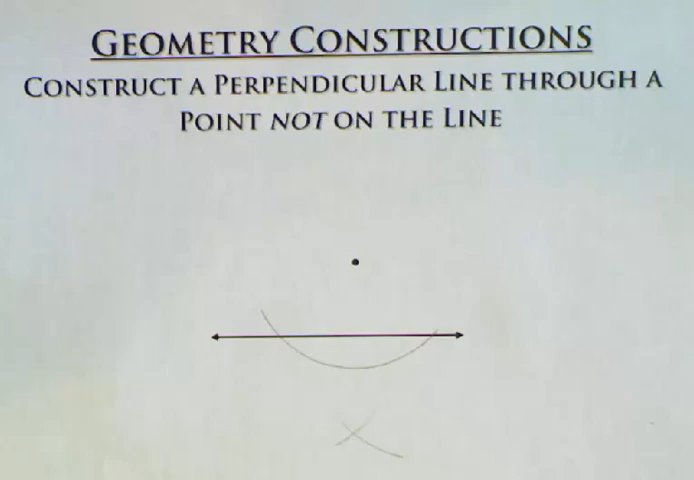 GEOMETRY CONSTRUCTIONS
CONSTRUCT A PERPENDICULAR LINE THROUGH A
POINT NOT ON THE LINE